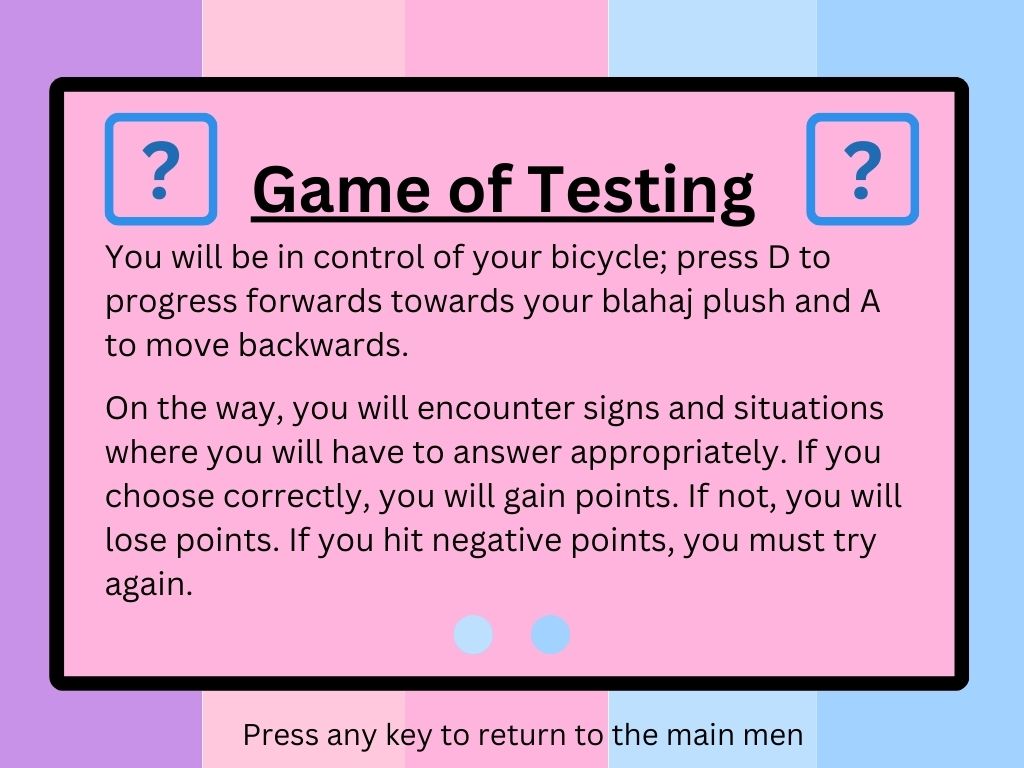 ? ?
Game of Testing
You will be in control of your bicycle; press D to
progress forwards towards your blahaj plush and A
to move backwards.
On the way, you will encounter signs and situations
where you will have to answer appropriately. If you
choose correctly, you will gain points. If not, you will
lose points. If you hit negative points, you must try
again.
Press any key to return to the main men